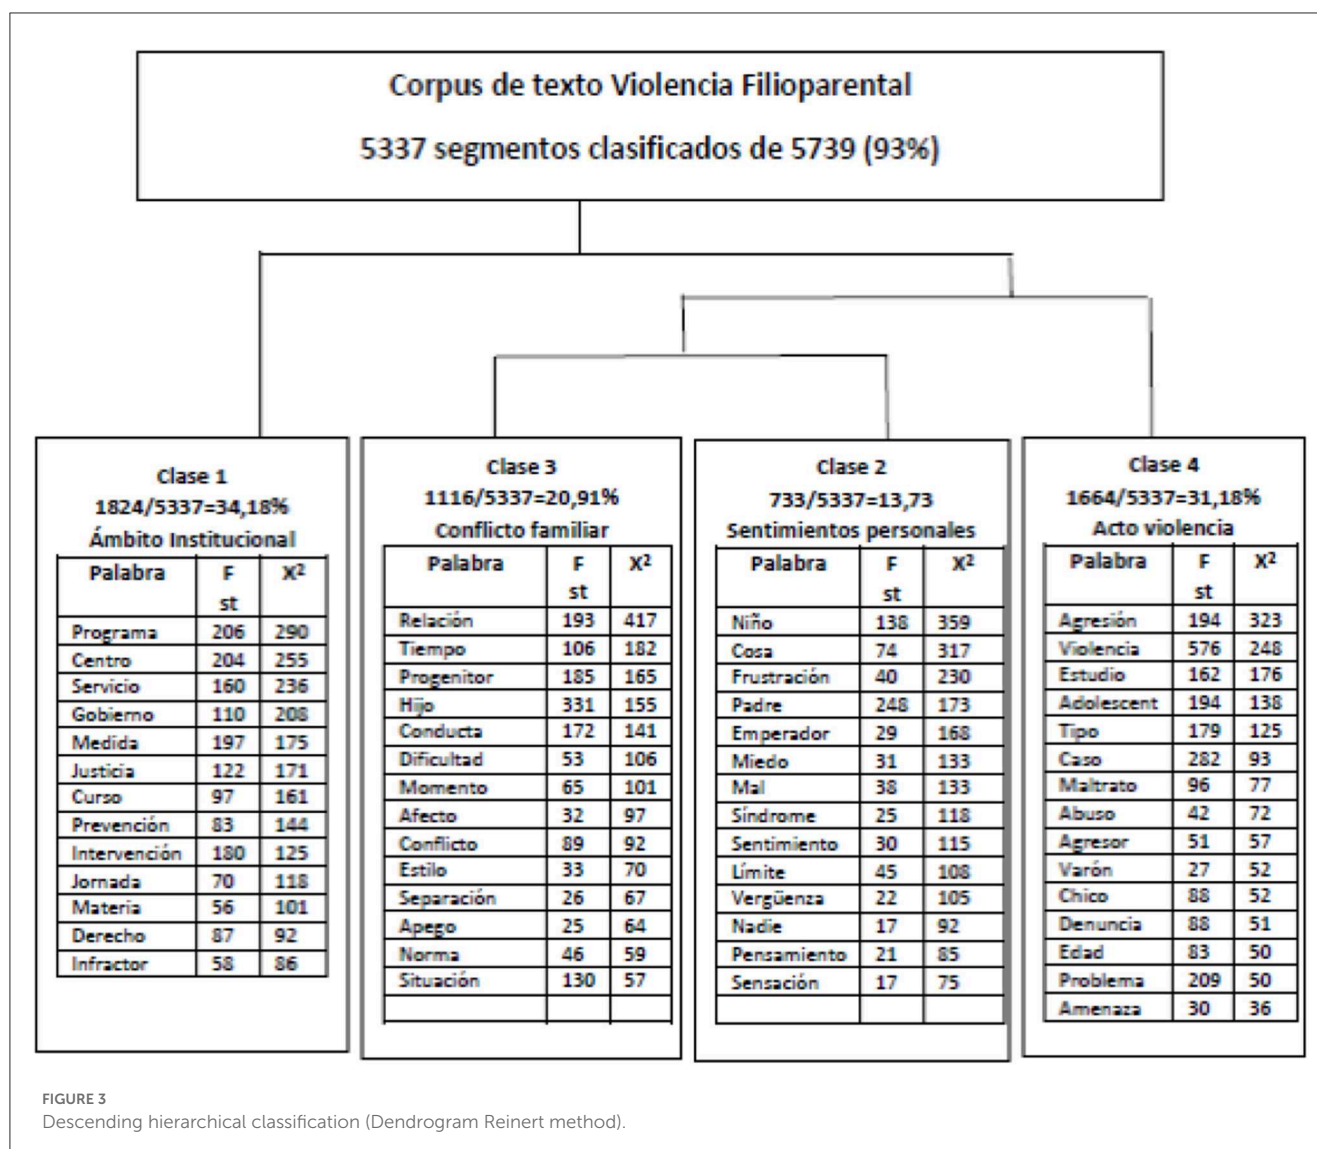 Corpus de texto Violencia Filioparental
5337 segmentos clasificados de 5739 (93%)
Clase 1
1824/5337=34,18%
Ámbito Institucional
Palabra F st X²
Programa 206 290
Centro 204 255
Servicio 160 236
Gobierno 110 208
Medida 197 175
Justicia 122 171
Curso 97 161
Prevención 83 144
Intervención 180 125
Jornada 70 118
Materia 56 101
Derecho 87 92
Infractor 58 86
Clase 3
1116/5337=20,91%
Conflicto familiar
Palabra F st X²
Relación 193 417
Tiempo 106 182
Progenitor 185 165
Hijo 331 155
Conducta 172 141
Dificultad 53 106
Momento 65 101
Afecto 32 97
Conflicto 89 92
Estilo 33 70
Separación 26 67
Apego 25 64
Norma 46 59
Situación 130 57
Clase 2
733/5337=13,73
Sentimientos personales
Palabra F st X²
Niño 138 359
Cosa 74 317
Frustración 40 230
Padre 248 173
Emperador 29 168
Miedo 31 133
Mal 38 133
Síndrome 25 118
Sentimiento 30 115
Límite 45 108
Vergüenza 22 105
Nadie 17 92
Pensamiento 21 85
Sensación 17 75
Clase 4
1664/5337=31,18%
Acto violencia
Palabra F st X²
Agresión 194 323
Violencia 576 248
Estudio 162 176
Adolescent 194 138
Tipo 179 125
Caso 282 93
Maltrato 96 77
Abuso 42 72
Agresor 51 57
Varón 27 52
Chico 88 52
Denuncia 88 51
Edad 83 50
Problema 209 50
Amenaza 30 36
FIGURE 3
Descending hierarchical classification (Dendrogram Reinert method).